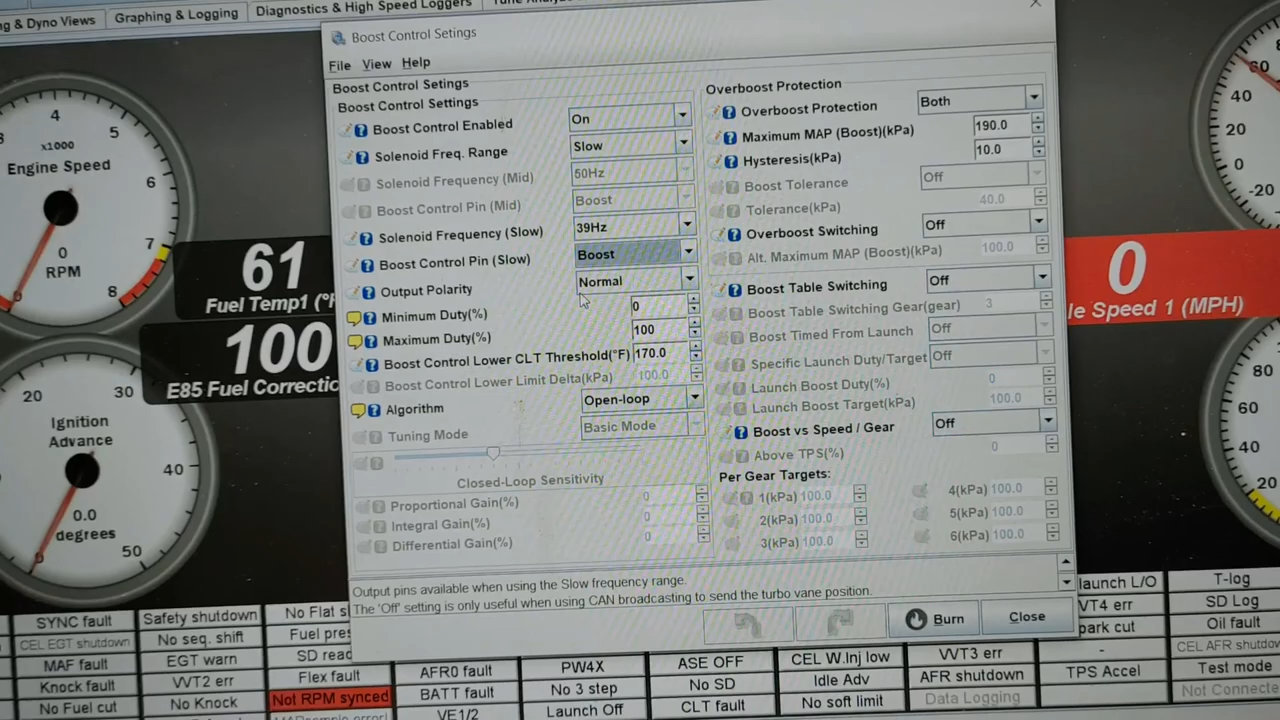 g & Dyno Views
Graphing & Logging
Diagnostics & High Speed Loggers
Boost Control Setings
File View Help
Boost Control Setings
Boost Control Settings
Boost Control Enabled On
Solenoid Freq. Range Slow
Solenoid Frequency (Mid) 50Hz
Boost Control Pin (Mid) Boost
Solenoid Frequency (Slow) 39Hz
Boost Control Pin (Slow) Boost
Output Polarity Normal
Minimum Duty(%) 0
Maximum Duty(%) 100
Boost Control Lower CLT Threshold(°F) 170.0
Boost Control Lower Limit Delta(kPa) 100.0
Algorithm Open-loop
Tuning Mode Basic Mode
Closed-Loop Sensitivity
Proportional Gain(%) 0
Integral Gain(%) 0
Differential Gain(%) 0
Overboost Protection
Overboost Protection Both
Maximum MAP (Boost)(kPa) 190.0
Hysteresis(kPa) 10.0
Boost Tolerance Off
Tolerance(kPa) 40.0
Overboost Switching Off
Alt. Maximum MAP (Boost)(kPa) 100.0
Boost Table Switching Off
Boost Table Switching Gear(gear) 3
Boost Timed From Launch Off
Specific Launch Duty/Target Off
Launch Boost Duty(%) 0
Launch Boost Target(kPa) 100.0
Boost vs Speed / Gear Off
Above TPS(%) 0
Per Gear Targets:
1(kPa) 100.0 4(kPa) 100.0
2(kPa) 100.0 5(kPa) 100.0
3(kPa) 100.0 6(kPa) 100.0
Output pins available when using the Slow frequency range.
The 'Off' setting is only useful when using CAN broadcasting to send the turbo vane position.
Burn Close
3 4 5 6 7 8
x1000
Engine Speed
0
RPM
61
Fuel Temp1 (°F
100
E85 Fuel Correctio
20 30 40 50
Ignition
Advance
0.0
degrees
60 40 20 0 -20
0
le Speed 1 (MPH)
80 60 40 20
SYNC fault
CEL EGT shutdown
MAF fault
Knock fault
No Fuel cut
Safety shutdown
No seq. shift
EGT warn
VVT2 err
No Knock
No Flat s
Fuel pres
SD read
Flex fault
Not RPM synced
AFR0 fault
BATT fault
VE1/2
PW4X
No 3 step
Launch Off
ASE OFF
No SD
CLT fault
CEL W.Inj low
Idle Adv
No soft limit
VVT3 err
AFR shutdown
Data Logging
launch L/O
VT4 err
park cut
-
TPS Accel
T-log
SD Log
Oil fault
CEL AFR shutdown
Test mode
Not Connecte